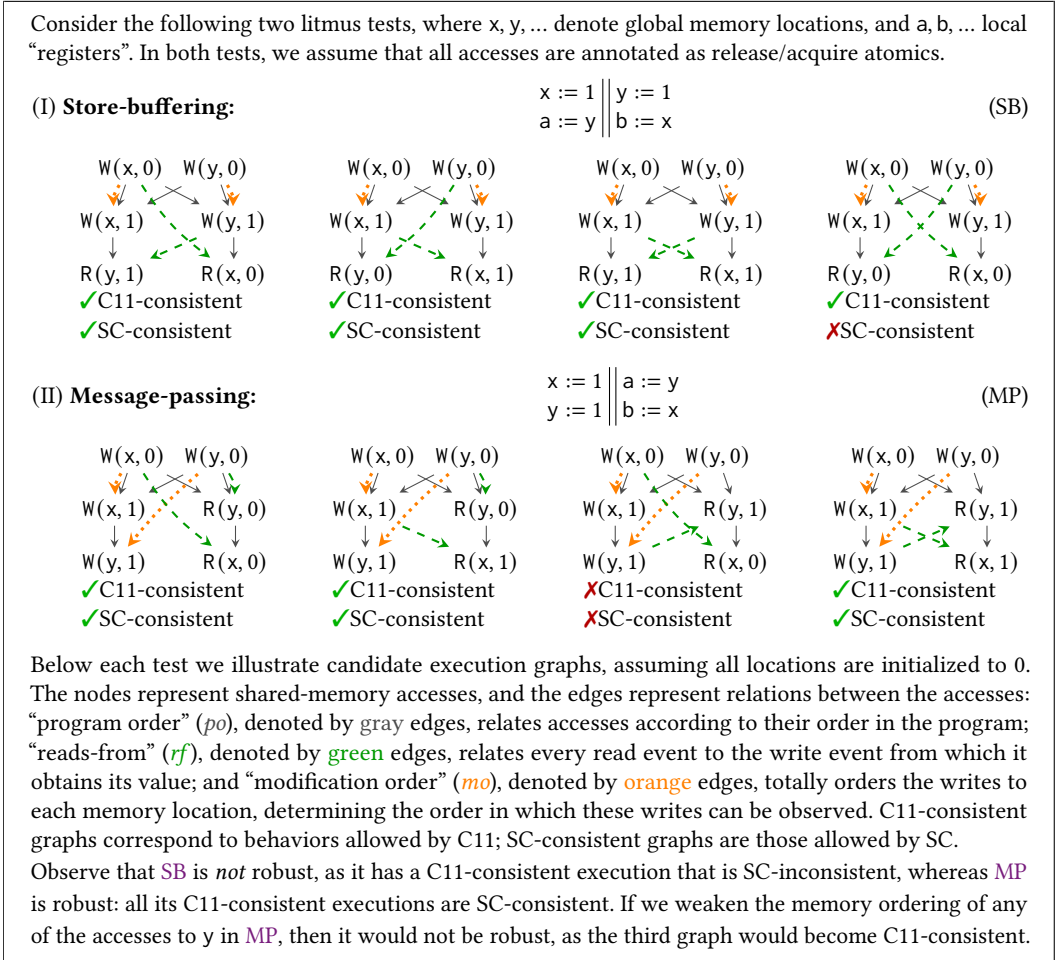 Consider the following two litmus tests, where x, y, ... denote global memory locations, and a, b, ... local
“registers”. In both tests, we assume that all accesses are annotated as release/acquire atomics.
(I) Store-buffering: x := 1 || y := 1 (SB)
a := y || b := x
W(x, 0) W(y, 0) W(x, 0) W(y, 0) W(x, 0) W(y, 0) W(x, 0) W(y, 0)
W(x, 1) W(y, 1) W(x, 1) W(y, 1) W(x, 1) W(y, 1) W(x, 1) W(y, 1)
R(y, 1) R(x, 0) R(y, 0) R(x, 1) R(y, 1) R(x, 1) R(y, 0) R(x, 0)
✓C11-consistent ✓C11-consistent ✓C11-consistent ✓C11-consistent
✓SC-consistent ✓SC-consistent ✓SC-consistent ✗SC-consistent
(II) Message-passing: x := 1 || a := y (MP)
y := 1 || b := x
W(x, 0) W(y, 0) W(x, 0) W(y, 0) W(x, 0) W(y, 0) W(x, 0) W(y, 0)
W(x, 1) R(y, 0) W(x, 1) R(y, 0) W(x, 1) R(y, 1) W(x, 1) R(y, 1)
W(y, 1) R(x, 0) W(y, 1) R(x, 1) W(y, 1) R(x, 0) W(y, 1) R(x, 1)
✓C11-consistent ✓C11-consistent ✗C11-consistent ✓C11-consistent
✓SC-consistent ✓SC-consistent ✗SC-consistent ✓SC-consistent
Below each test we illustrate candidate execution graphs, assuming all locations are initialized to 0.
The nodes represent shared-memory accesses, and the edges represent relations between the accesses:
“program order” (po), denoted by gray edges, relates accesses according to their order in the program;
“reads-from” (rf), denoted by green edges, relates every read event to the write event from which it
obtains its value; and “modification order” (mo), denoted by orange edges, totally orders the writes to
each memory location, determining the order in which these writes can be observed. C11-consistent
graphs correspond to behaviors allowed by C11; SC-consistent graphs are those allowed by SC.
Observe that SB is not robust, as it has a C11-consistent execution that is SC-inconsistent, whereas MP
is robust: all its C11-consistent executions are SC-consistent. If we weaken the memory ordering of any
of the accesses to y in MP, then it would not be robust, as the third graph would become C11-consistent.